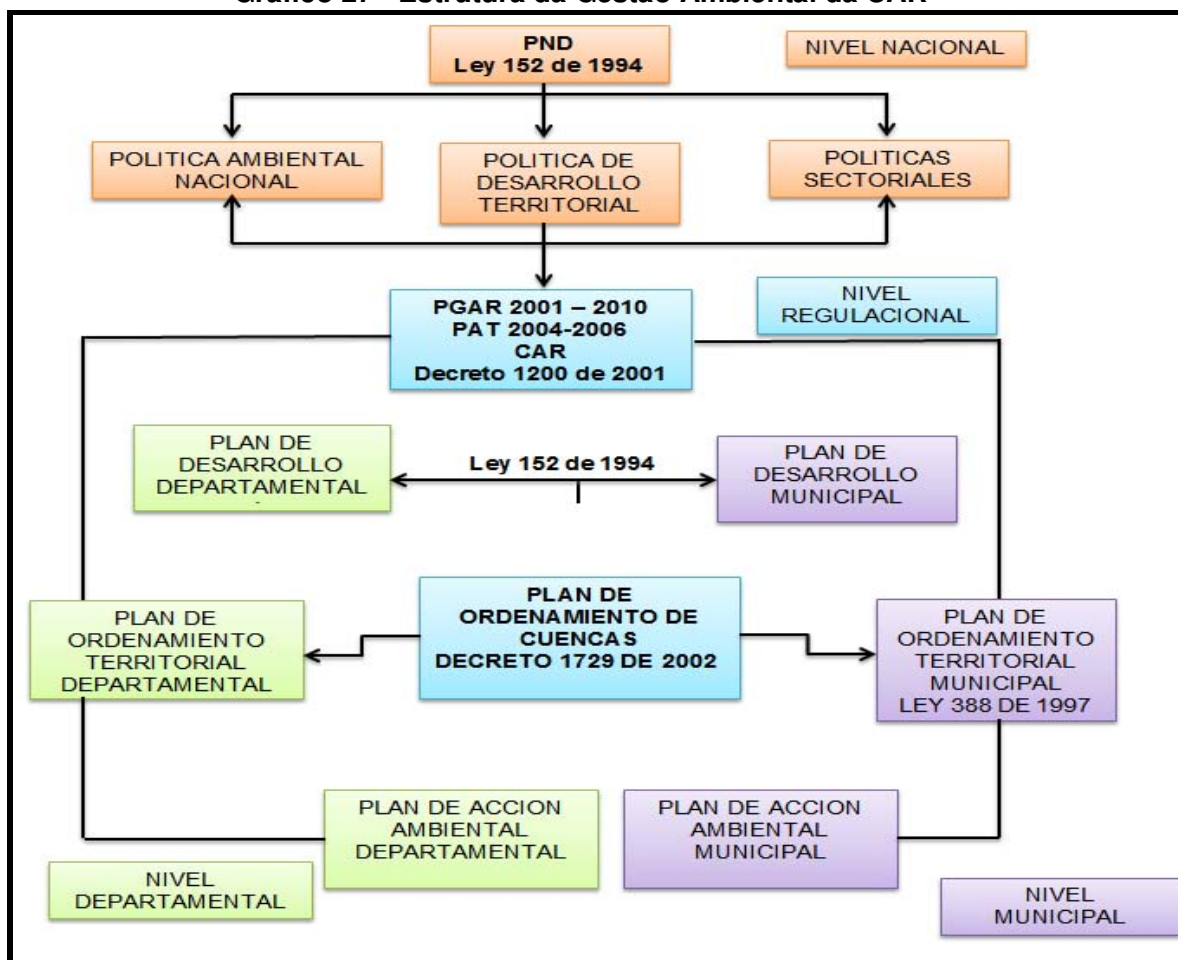 Gráfico 27 - Estrutura da Gestão Ambiental da CAR
PND
Ley 152 de 1994
NIVEL NACIONAL
POLITICA AMBIENTAL
NACIONAL
POLITICA DE
DESARROLLO
TERRITORIAL
POLITICAS
SECTORIALES
PGAR 2001 – 2010
PAT 2004-2006
CAR
Decreto 1200 de 2001
NIVEL
REGULACIONAL
PLAN DE
DESARROLLO
DEPARTAMENTAL
Ley 152 de 1994
PLAN DE
DESARROLLO
MUNICIPAL
PLAN DE
ORDENAMIENTO
TERRITORIAL
DEPARTAMENTAL
PLAN DE
ORDENAMIENTO DE
CUENCAS
DECRETO 1729 DE 2002
PLAN DE
ORDENAMIENTO
TERRITORIAL
MUNICIPAL
LEY 388 DE 1997
PLAN DE ACCION
AMBIENTAL
DEPARTAMENTAL
PLAN DE ACCION
AMBIENTAL
MUNICIPAL
NIVEL
DEPARTAMENTAL
NIVEL
MUNICIPAL